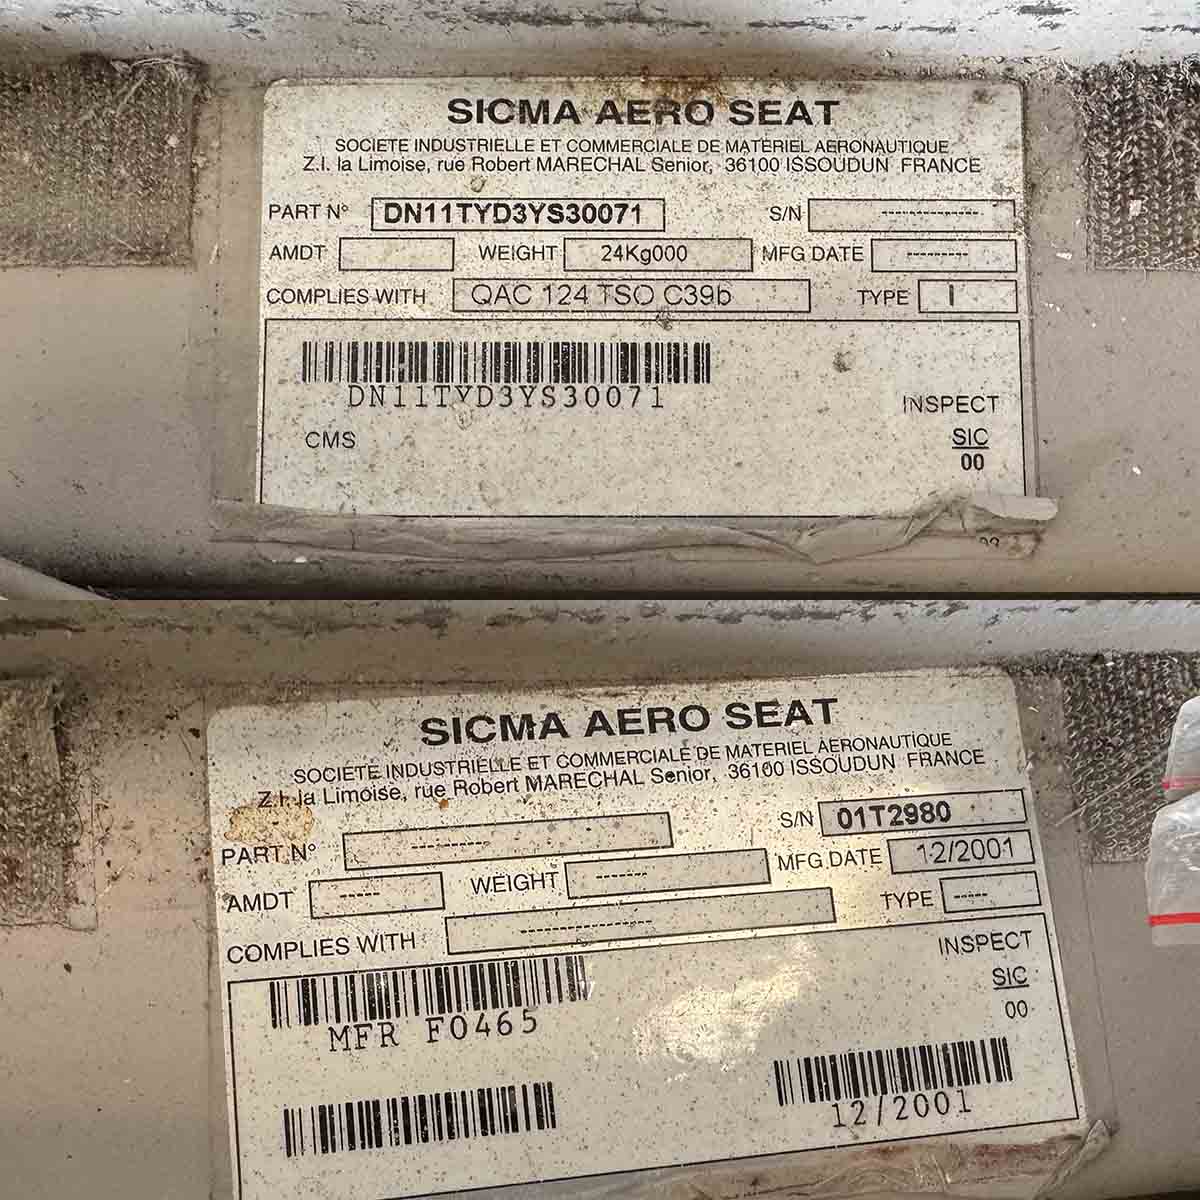 SICMA AERO SEAT
SOCIETE INDUSTRIELLE ET COMMERCIALE DE MATERIEL AERONAUTIQUE
Z.I. la Limoise, rue Robert MARECHAL Senior, 36100 ISSOUDUN FRANCE
PART N° DN11TYD3YS30071 S/N ----------
AMDT WEIGHT 24Kg000 MFG DATE ---------
COMPLIES WITH QAC 124 TSO C39b TYPE I
DN11TYD3YS30071
INSPECT
CMS SIC
00
SICMA AERO SEAT
SOCIETE INDUSTRIELLE ET COMMERCIALE DE MATERIEL AERONAUTIQUE
Z.I. la Limoise, rue Robert MARECHAL Senior, 36100 ISSOUDUN FRANCE
PART N° ---------- S/N 01T2980
AMDT ----- WEIGHT ------- MFG DATE 12/2001
COMPLIES WITH ---------------- TYPE ----
INSPECT
SIC
00
MFR F0465
12/2001